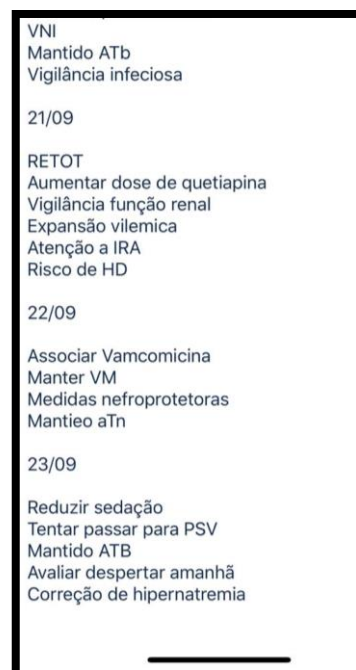 VNI
Mantido ATb
Vigilância infeciosa
21/09
RETOT
Aumentar dose de quetiapina
Vigilância função renal
Expansão vilemica
Atenção a IRA
Risco de HD
22/09
Associar Vamcomicina
Manter VM
Medidas nefroprotetoras
Mantieo aTn
23/09
Reduzir sedação
Tentar passar para PSV
Mantido ATB
Avaliar despertar amanhã
Correção de hipernatremia